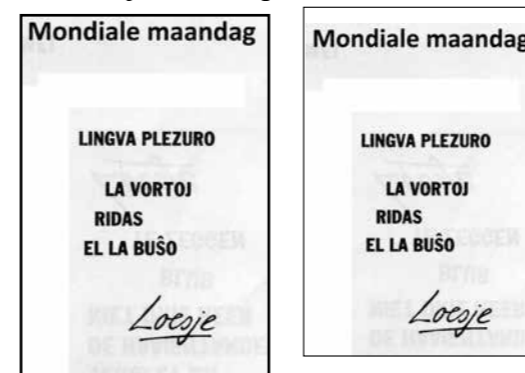 Mondiale maandag
LINGVA PLEZURO
LA VORTOJ
RIDAS
EL LA BUŜO
Loesje
Mondiale maandag
LINGVA PLEZURO
LA VORTOJ
RIDAS
EL LA BUŜO
Loesje